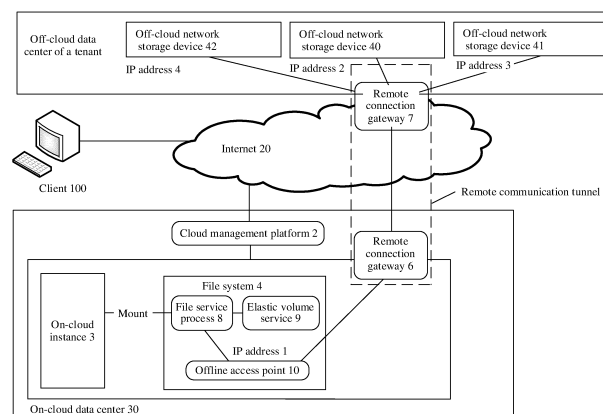 Off-cloud data
center of a tenant
Off-cloud network
storage device 42
Off-cloud network
storage device 40
Off-cloud network
storage device 41
IP address 4
IP address 2
IP address 3
Remote
connection
gateway 7
Internet 20
Client 100
Remote communication tunnel
Cloud management platform 2
Remote
connection
gateway 6
File system 4
On-cloud
instance 3
Mount
File service
process 8
Elastic volume
service 9
IP address 1
Offline access point 10
On-cloud data center 30